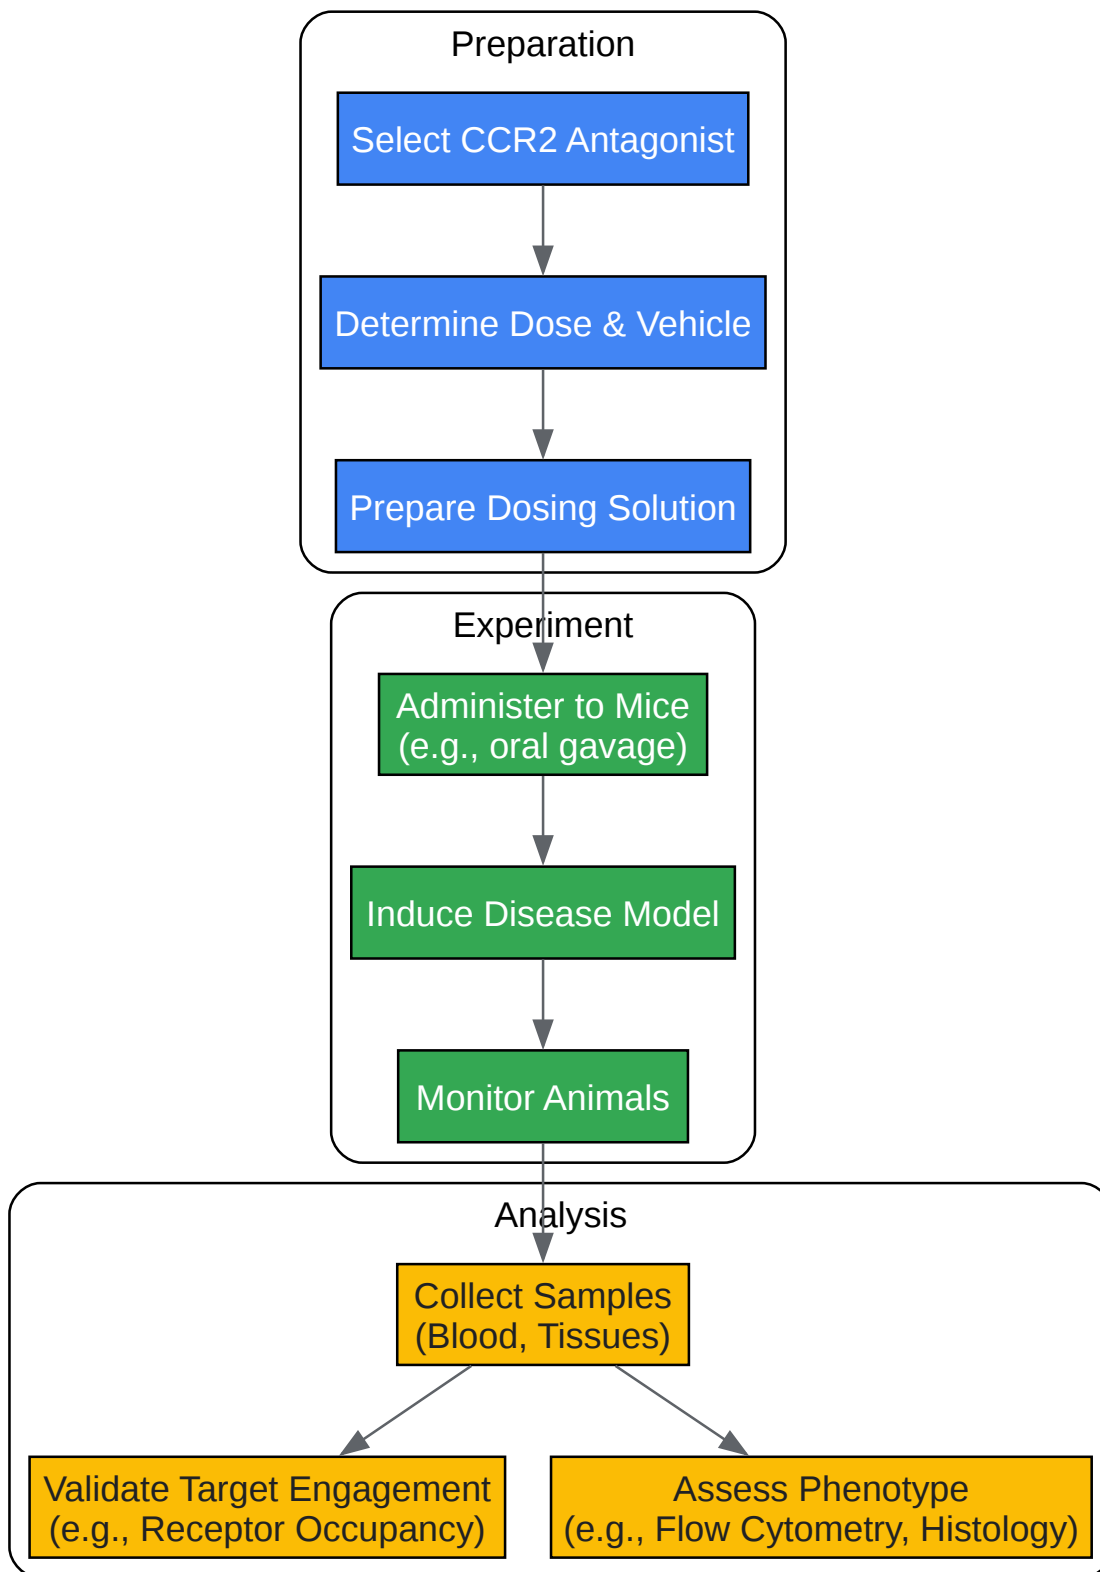 Preparation
Select CCR2 Antagonist
Determine Dose & Vehicle
Prepare Dosing Solution
Experiment
Administer to Mice
(e.g., oral gavage)
Induce Disease Model
Monitor Animals
Analysis
Collect Samples
(Blood, Tissues)
Validate Target Engagement
(e.g., Receptor Occupancy)
Assess Phenotype
(e.g., Flow Cytometry, Histology)